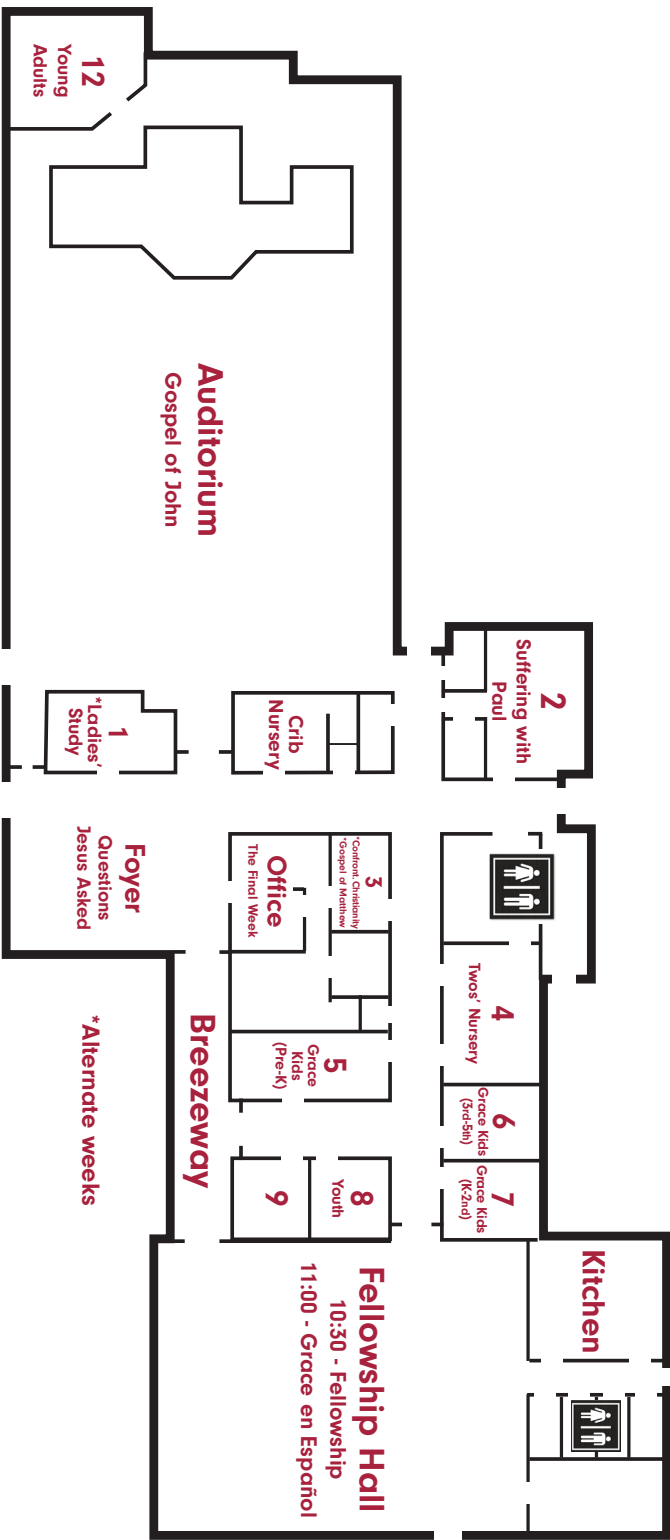 12
Young
Adults
Auditorium
Gospel of John
2
Suffering with
Paul
1
*Ladies'
Study
Crib
Nursery
Foyer
Questions
Jesus Asked
Office
The Final Week
3
*Confront. Christianity
*Gospel of Matthew
4
Twos' Nursery
5
Grace
Kids
(Pre-K)
6
Grace Kids
(3rd-5th)
7
Grace Kids
(K-2nd)
8
Youth
9
Breezeway
*Alternate weeks
Kitchen
Fellowship Hall
10:30 - Fellowship
11:00 - Grace en Español